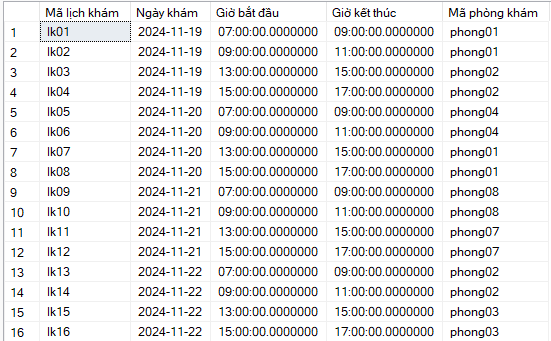 Mã lịch khám Ngày khám Giờ bắt đầu Giờ kết thúc Mã phòng khám
1 lk01 2024-11-19 07:00:00.0000000 09:00:00.0000000 phong01
2 lk02 2024-11-19 09:00:00.0000000 11:00:00.0000000 phong01
3 lk03 2024-11-19 13:00:00.0000000 15:00:00.0000000 phong02
4 lk04 2024-11-19 15:00:00.0000000 17:00:00.0000000 phong02
5 lk05 2024-11-20 07:00:00.0000000 09:00:00.0000000 phong04
6 lk06 2024-11-20 09:00:00.0000000 11:00:00.0000000 phong04
7 lk07 2024-11-20 13:00:00.0000000 15:00:00.0000000 phong01
8 lk08 2024-11-20 15:00:00.0000000 17:00:00.0000000 phong01
9 lk09 2024-11-21 07:00:00.0000000 09:00:00.0000000 phong08
10 lk10 2024-11-21 09:00:00.0000000 11:00:00.0000000 phong08
11 lk11 2024-11-21 13:00:00.0000000 15:00:00.0000000 phong07
12 lk12 2024-11-21 15:00:00.0000000 17:00:00.0000000 phong07
13 lk13 2024-11-22 07:00:00.0000000 09:00:00.0000000 phong02
14 lk14 2024-11-22 09:00:00.0000000 11:00:00.0000000 phong02
15 lk15 2024-11-22 13:00:00.0000000 15:00:00.0000000 phong03
16 lk16 2024-11-22 15:00:00.0000000 17:00:00.0000000 phong03